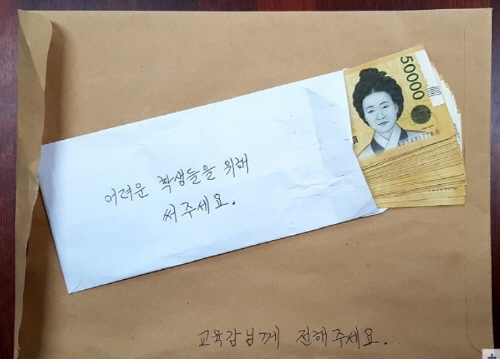 50000
어려운 학생들을 위해
써주세요.
교육감님께 전해주세요.